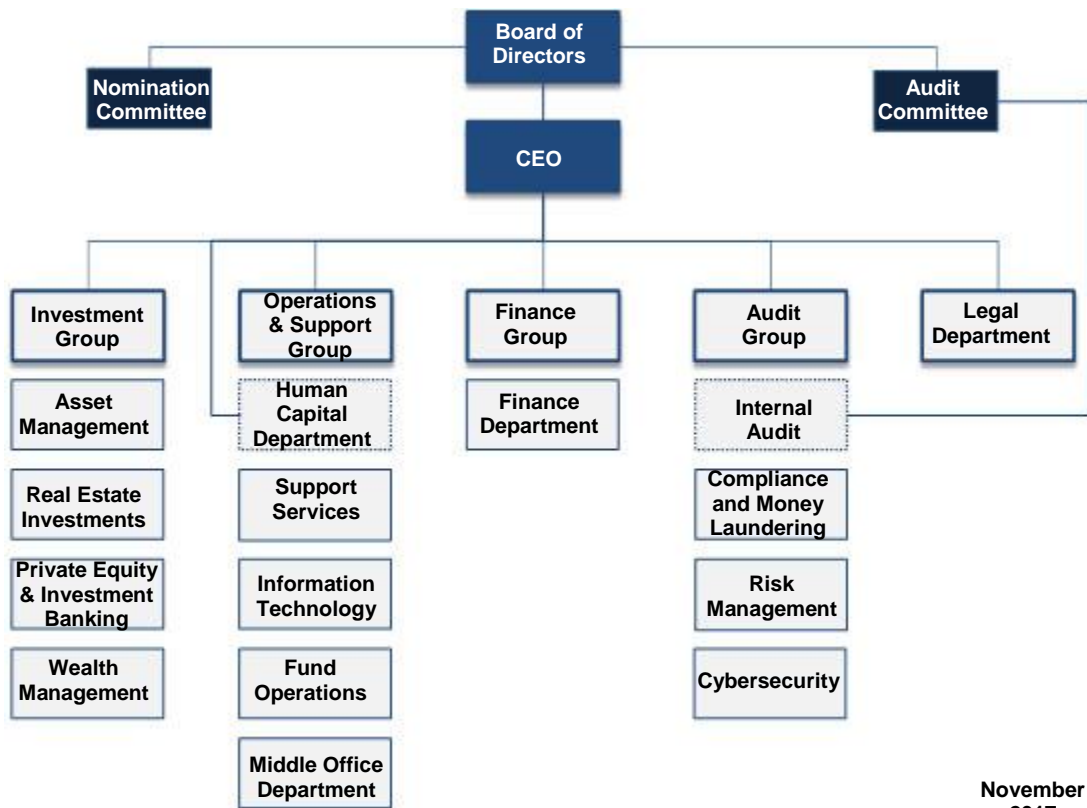 Board of
Directors
Nomination
Committee
Audit
Committee
CEO
Investment
Group
Operations
& Support
Group
Finance
Group
Audit
Group
Legal
Department
Asset
Management
Human
Capital
Department
Finance
Department
Internal
Audit
Real Estate
Investments
Support
Services
Compliance
and Money
Laundering
Private Equity
& Investment
Banking
Information
Technology
Risk
Management
Wealth
Management
Fund
Operations
Cybersecurity
Middle Office
Department
November